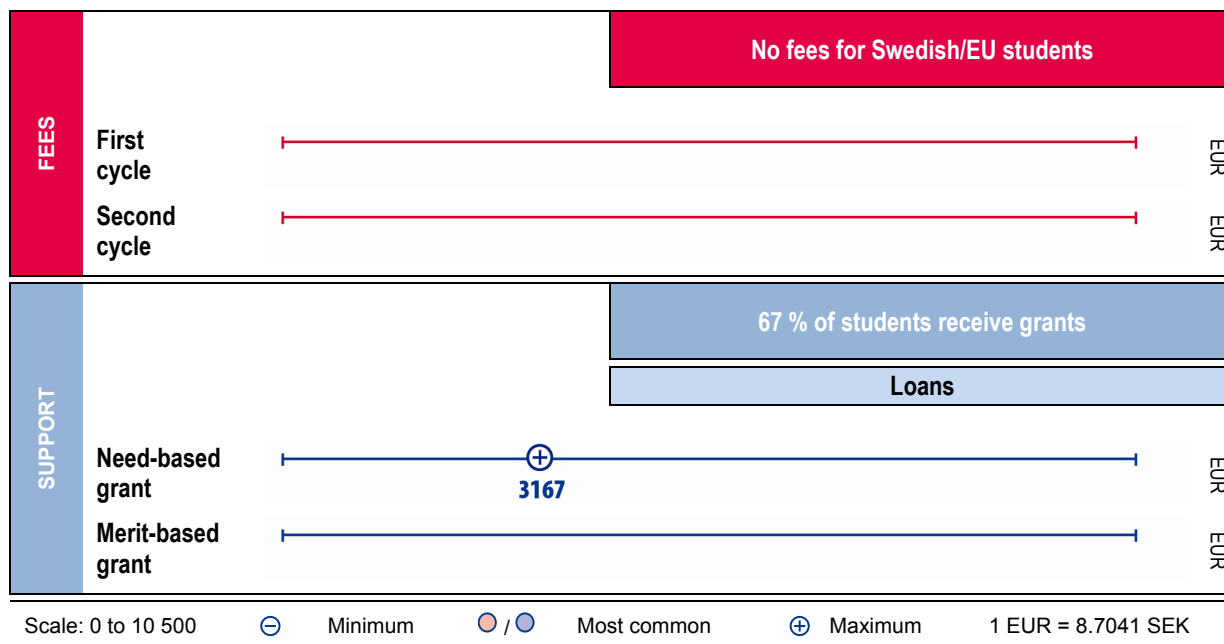 No fees for Swedish/EU students
FEES
First
cycle
EUR
Second
cycle
EUR
67 % of students receive grants
Loans
SUPPORT
Need-based
grant
3167
EUR
Merit-based
grant
EUR
Scale: 0 to 10 500 Minimum / Most common Maximum 1 EUR = 8.7041 SEK